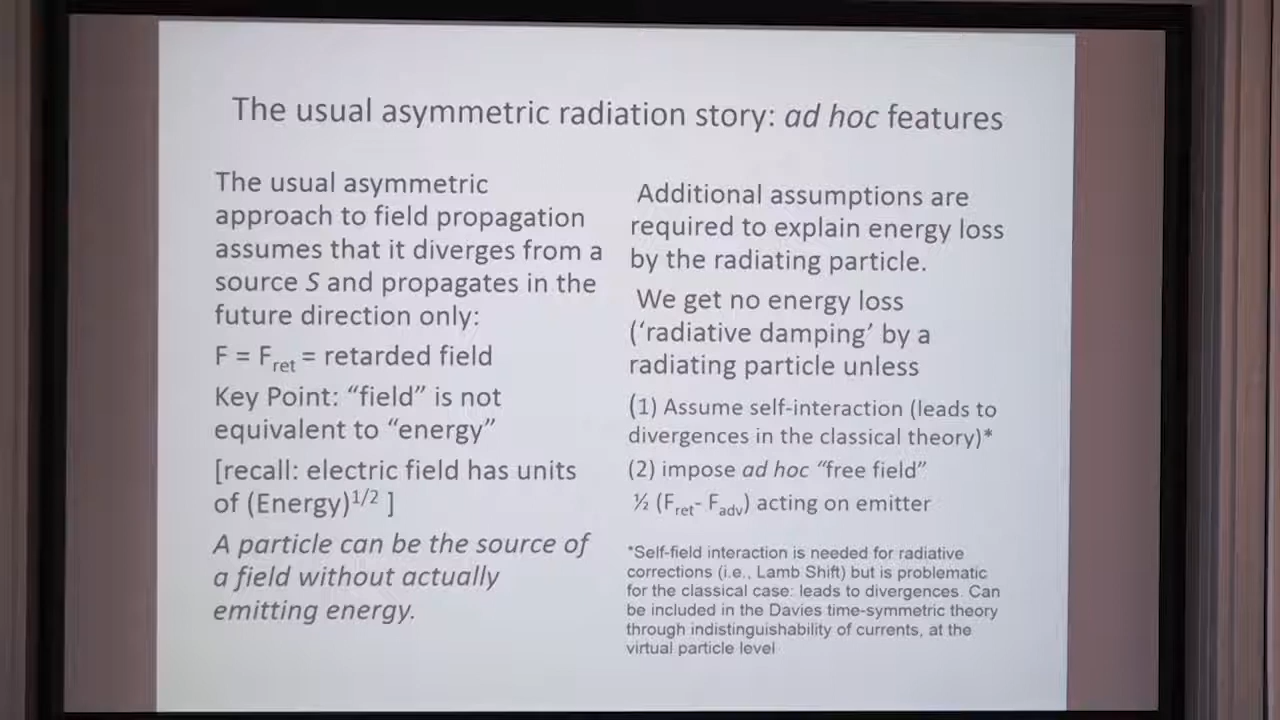 The usual asymmetric radiation story: ad hoc features
The usual asymmetric
approach to field propagation
assumes that it diverges from a
source S and propagates in the
future direction only:
F = Fret = retarded field
Key Point: “field” is not
equivalent to “energy”
[recall: electric field has units
of (Energy)1/2 ]
A particle can be the source of
a field without actually
emitting energy.
Additional assumptions are
required to explain energy loss
by the radiating particle.
We get no energy loss
(‘radiative damping’ by a
radiating particle unless
(1) Assume self-interaction (leads to
divergences in the classical theory)*
(2) impose ad hoc “free field”
½ (Fret- Fadv) acting on emitter
*Self-field interaction is needed for radiative
corrections (i.e., Lamb Shift) but is problematic
for the classical case: leads to divergences. Can
be included in the Davies time-symmetric theory
through indistinguishability of currents, at the
virtual particle level